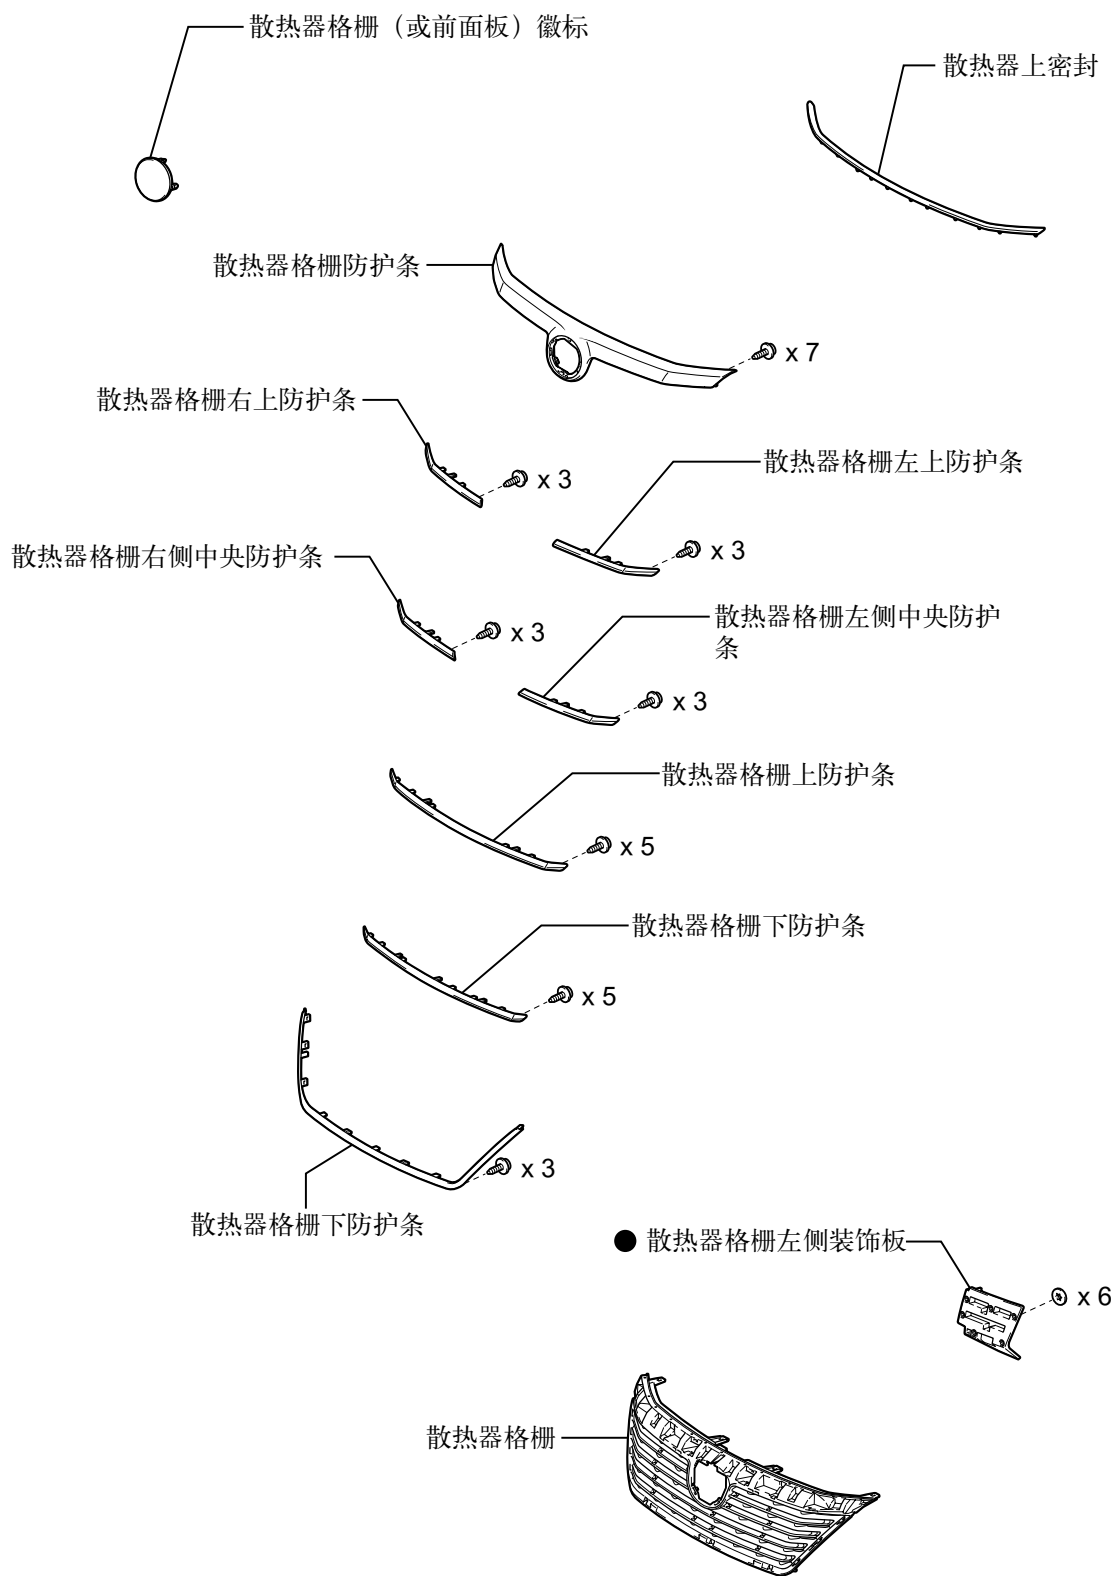 散热器格栅（或前面板）徽标
散热器上密封
散热器格栅防护条
x 7
散热器格栅右上防护条
x 3
散热器格栅左上防护条
x 3
散热器格栅右侧中央防护条
x 3
散热器格栅左侧中央防护
条
x 3
散热器格栅上防护条
x 5
散热器格栅下防护条
x 5
x 3
散热器格栅下防护条
● 散热器格栅左侧装饰板
x 6
散热器格栅